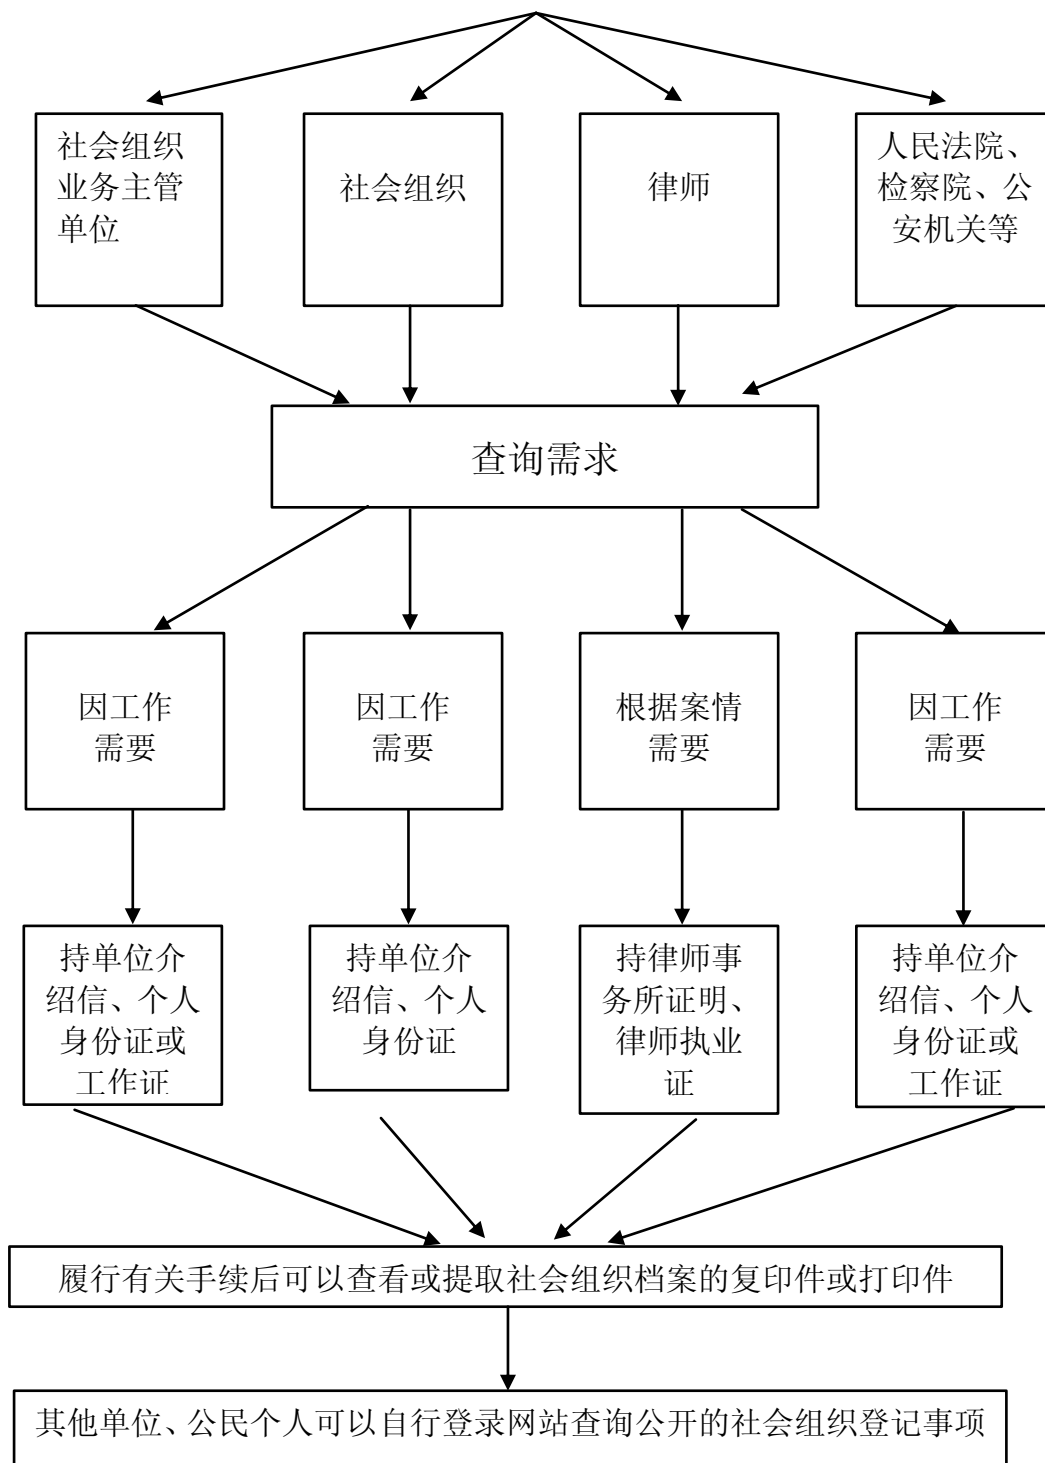 社会组织
业务主管
单位
社会组织
律师
人民法院、
检察院、公
安机关等
查询需求
因工作
需要
因工作
需要
根据案情
需要
因工作
需要
持单位介
绍信、个人
身份证或
工作证
持单位介
绍信、个人
身份证
持律师事
务所证明、
律师执业
证
持单位介
绍信、个人
身份证或
工作证
履行有关手续后可以查看或提取社会组织档案的复印件或打印件
其他单位、公民个人可以自行登录网站查询公开的社会组织登记事项